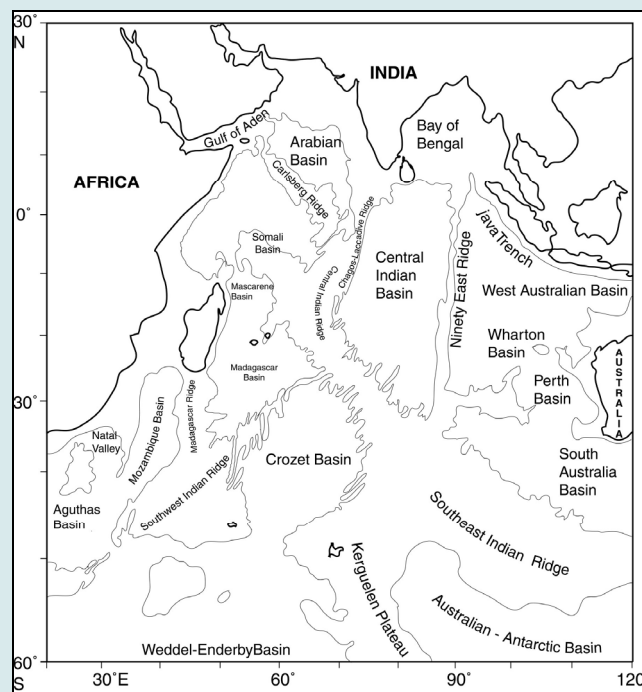 30°
N
INDIA
Gulf of Aden
Arabian
Basin
Bay of
Bengal
AFRICA
Carlsberg Ridge
0°
Chagos-Laccadive Ridge
javaTrench
Somali
Basin
Central
Indian
Basin
Ninety East Ridge
Central Indian Ridge
Mascarene
Basin
West Australian Basin
Wharton
Basin
Madagascar
Basin
Perth
Basin
AUSTRALIA
30°
Madagascar Ridge
Mozambique Basin
Natal
Valley
Crozet Basin
South
Australia
Basin
Southwest Indian Ridge
Aguthas
Basin
Southeast Indian Ridge
Kerguelen Plateau
Australian - Antarctic Basin
Weddel-EnderbyBasin
60°
S
30°E
60°
90°
120